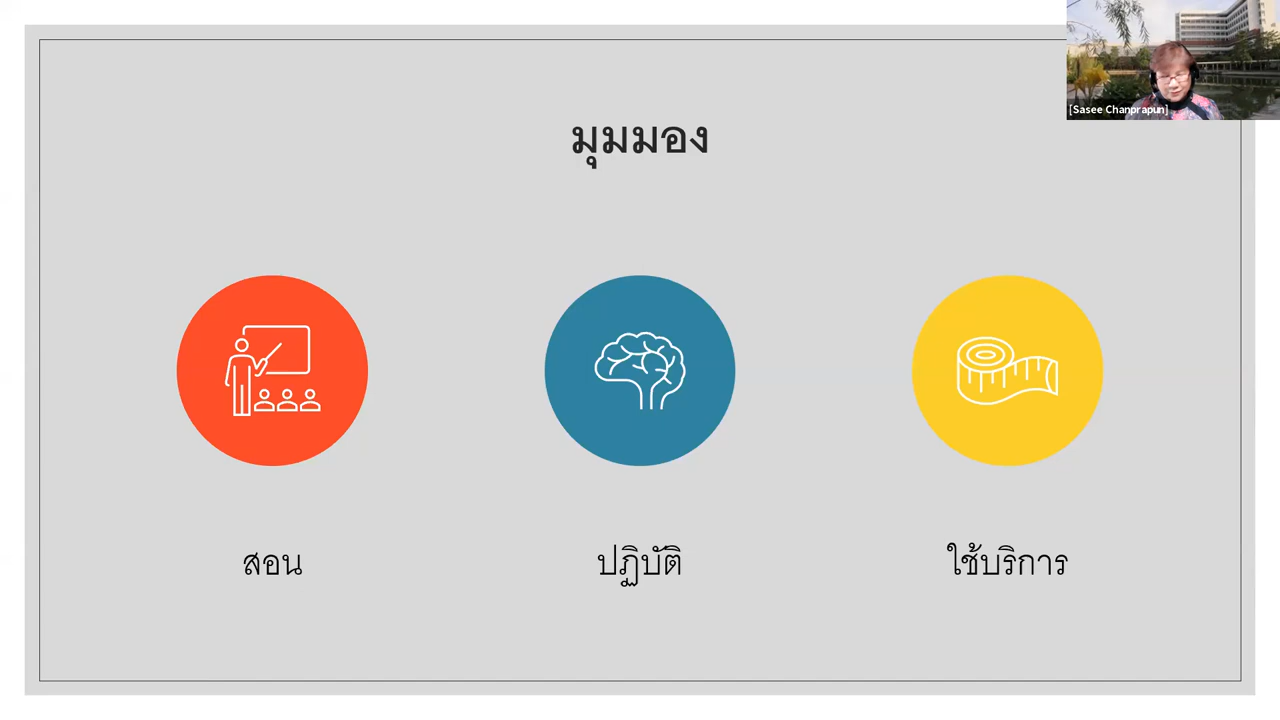 [Sasee Chanprapun]
มุมมอง
สอน
ปฏิบัติ
ใช้บริการ